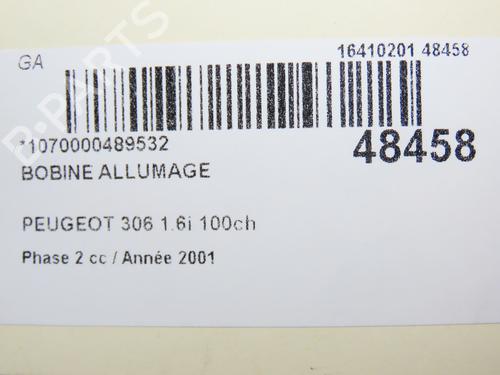 GA
16410201 48458
*1070000489532
48458
BOBINE ALLUMAGE
PEUGEOT 306 1.6i 100ch
Phase 2 cc / Année 2001
B-PARTS